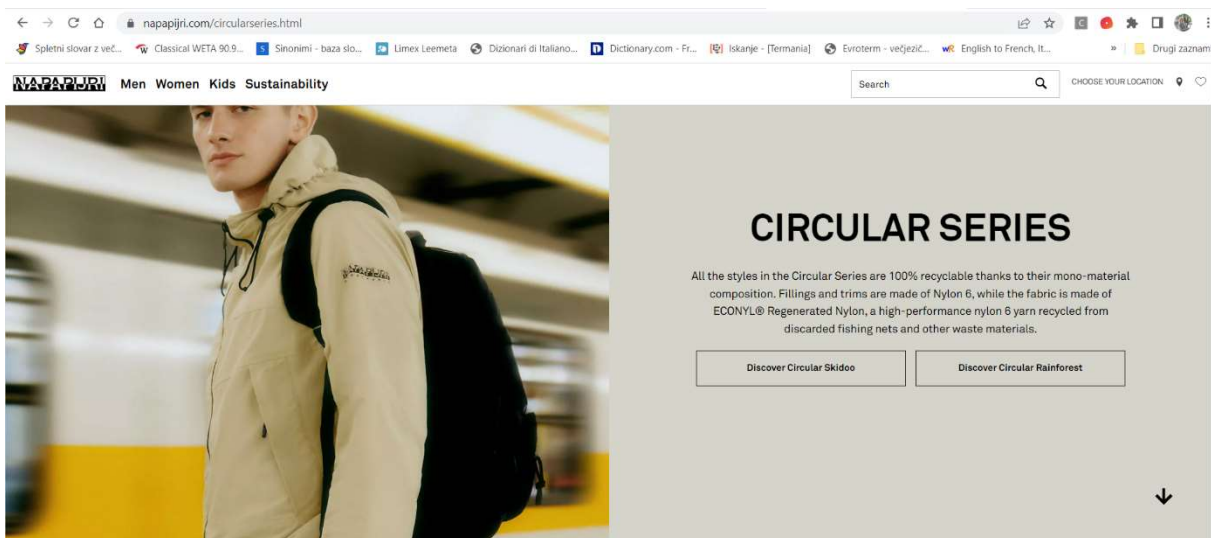 napapijri.com/circularseries.html
Spletni slovar z več... Classical WETA 90.9... Sinonimi - baza slo... Limex Leemeta Dizionari di Italiano... Dictionary.com - Fr... Iskanje - [Termania] Evroterm - večjezič... English to French, It... » Drugi zaznam
NAPAPIJRI Men Women Kids Sustainability Search CHOOSE YOUR LOCATION
NAPAPIJRI
CIRCULAR SERIES
All the styles in the Circular Series are 100% recyclable thanks to their mono-material
composition. Fillings and trims are made of Nylon 6, while the fabric is made of
ECONYL® Regenerated Nylon, a high-performance nylon 6 yarn recycled from
discarded fishing nets and other waste materials.
Discover Circular Skidoo Discover Circular Rainforest